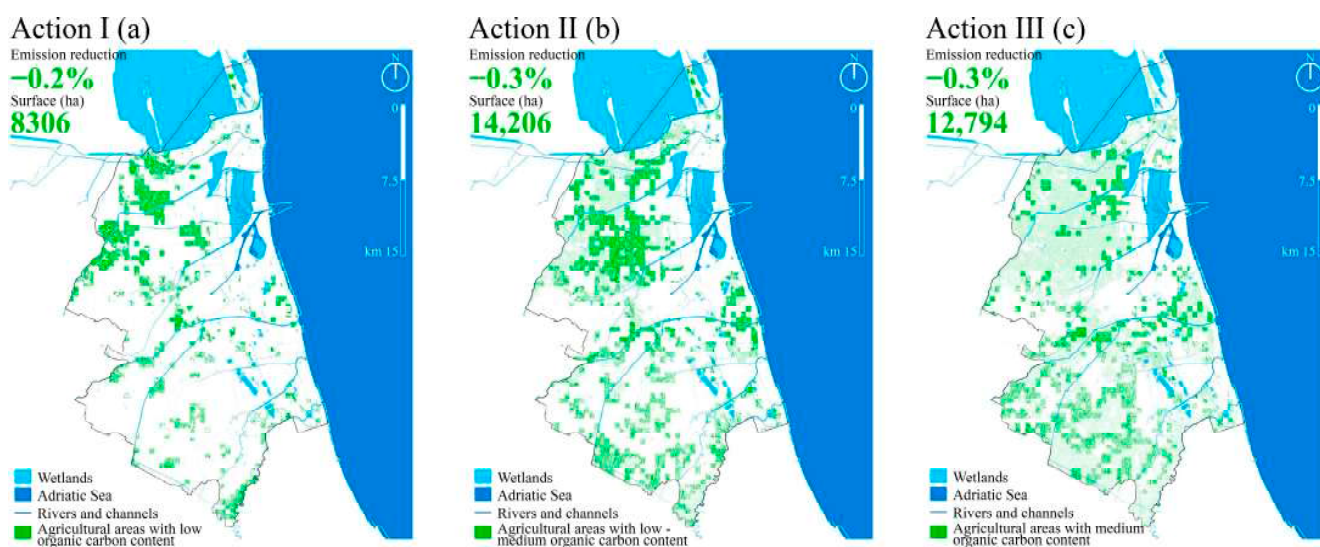 Action I (a)
Emission reduction
−0.2%
Surface (ha)
8306
N
0
7.5
km 15
Wetlands
Adriatic Sea
Rivers and channels
Agricultural areas with low
organic carbon content
Action II (b)
Emission reduction
−0.3%
Surface (ha)
14,206
N
0
7.5
km 15
Wetlands
Adriatic Sea
Rivers and channels
Agricultural areas with low -
medium organic carbon content
Action III (c)
Emission reduction
−0.3%
Surface (ha)
12,794
N
0
7.5
km 15
Wetlands
Adriatic Sea
Rivers and channels
Agricultural areas with medium
organic carbon content